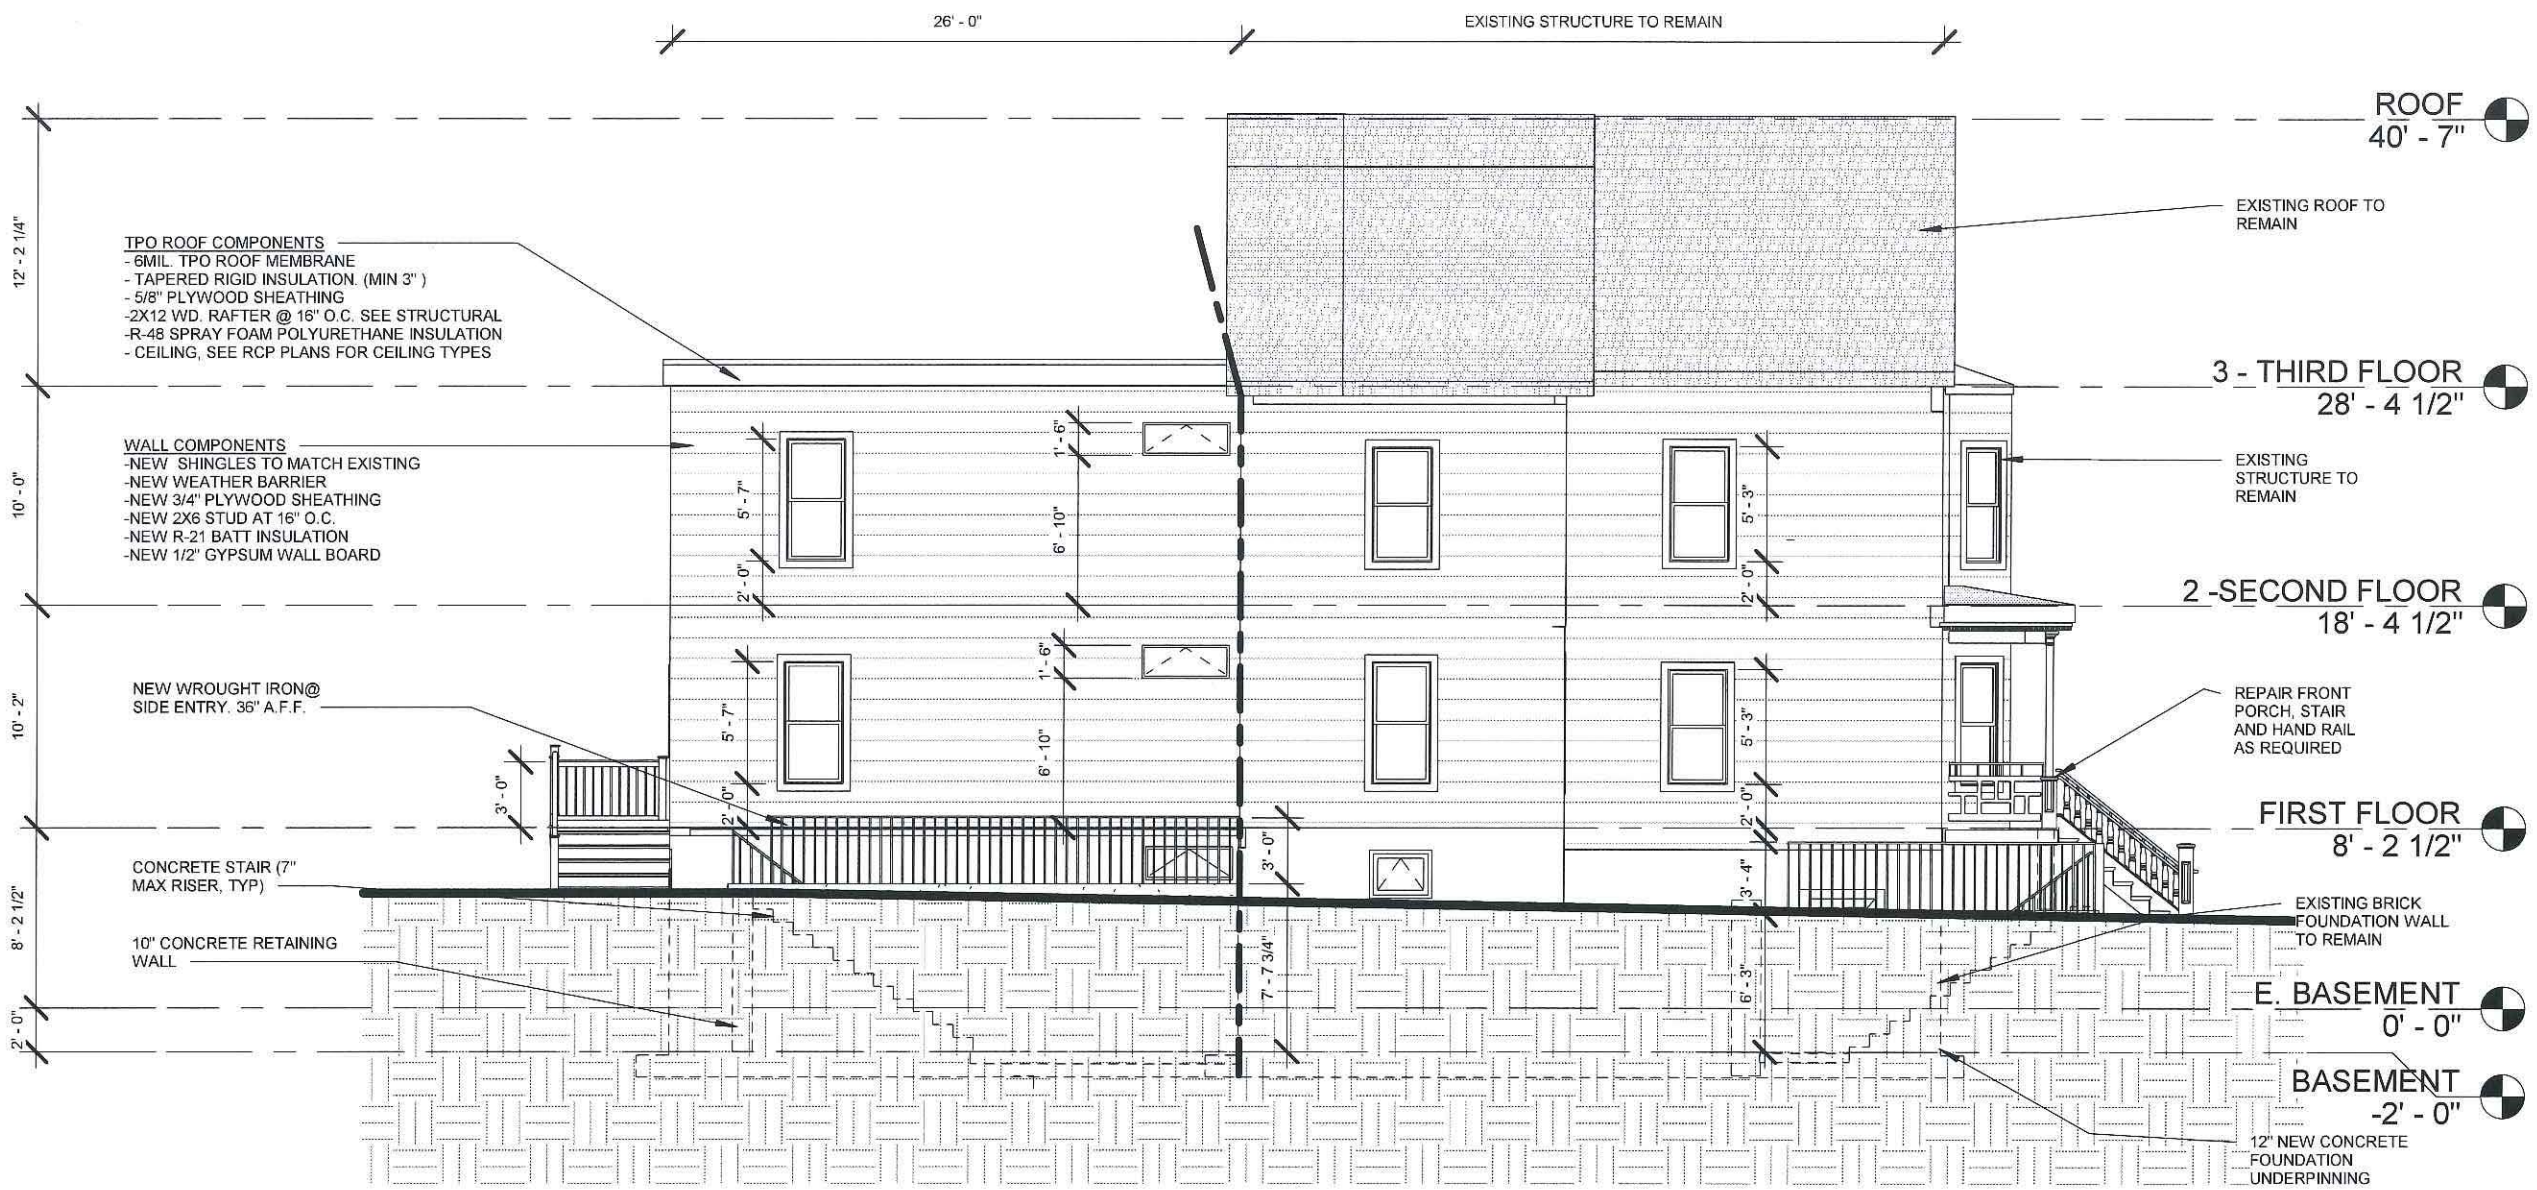 26' - 0"
EXISTING STRUCTURE TO REMAIN
ROOF
40' - 7"
EXISTING ROOF TO
REMAIN
12' - 2 1/4"
TPO ROOF COMPONENTS
- 6MIL. TPO ROOF MEMBRANE
- TAPERED RIGID INSULATION. (MIN 3" )
- 5/8" PLYWOOD SHEATHING
-2X12 WD. RAFTER @ 16" O.C. SEE STRUCTURAL
-R-48 SPRAY FOAM POLYURETHANE INSULATION
- CEILING, SEE RCP PLANS FOR CEILING TYPES
3 - THIRD FLOOR
28' - 4 1/2"
WALL COMPONENTS
-NEW SHINGLES TO MATCH EXISTING
-NEW WEATHER BARRIER
-NEW 3/4" PLYWOOD SHEATHING
-NEW 2X6 STUD AT 16" O.C.
-NEW R-21 BATT INSULATION
-NEW 1/2" GYPSUM WALL BOARD
10' - 0"
5' - 7"
2' - 0"
1' - 6"
6' - 10"
5' - 3"
2' - 0"
EXISTING
STRUCTURE TO
REMAIN
2 -SECOND FLOOR
18' - 4 1/2"
10' - 2"
NEW WROUGHT IRON@
SIDE ENTRY. 36" A.F.F.
3' - 0"
5' - 7"
2' - 0"
1' - 6"
6' - 10"
5' - 3"
2' - 0"
REPAIR FRONT
PORCH, STAIR
AND HAND RAIL
AS REQUIRED
FIRST FLOOR
8' - 2 1/2"
CONCRETE STAIR (7"
MAX RISER, TYP)
3' - 0"
3' - 4"
8' - 2 1/2"
10" CONCRETE RETAINING
WALL
7' - 7 3/4"
6' - 3"
EXISTING BRICK
FOUNDATION WALL
TO REMAIN
E. BASEMENT
0' - 0"
2' - 0"
BASEMENT
-2' - 0"
12" NEW CONCRETE
FOUNDATION
UNDERPINNING